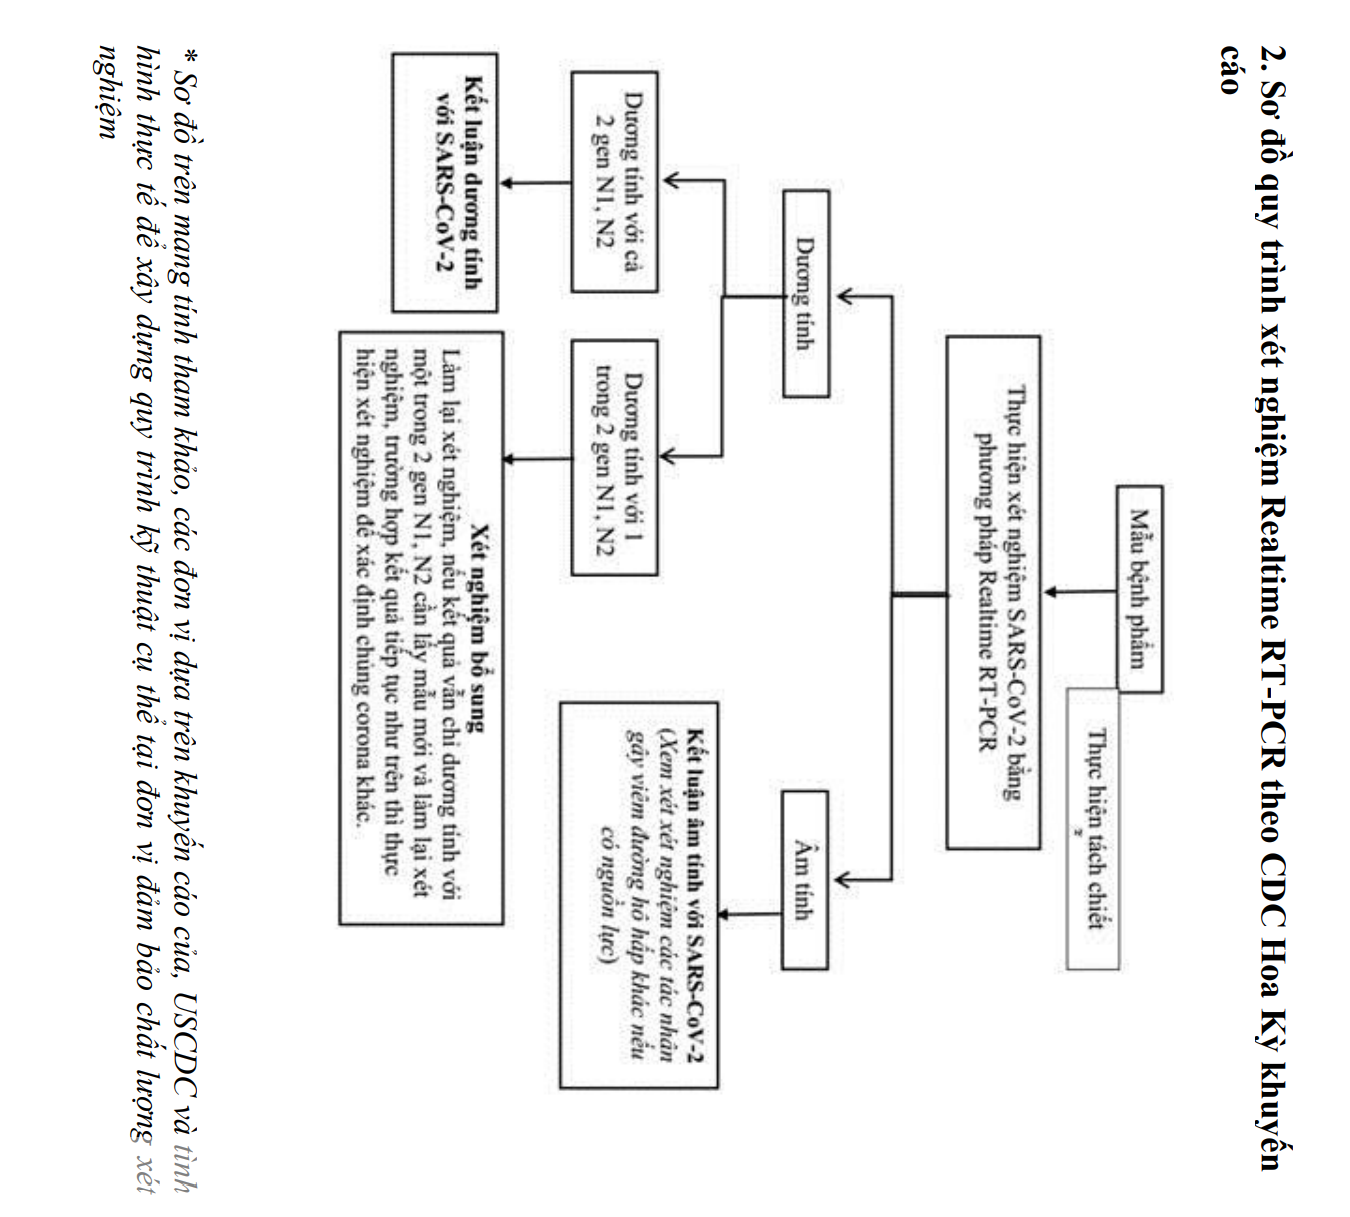 2. Sơ đồ quy trình xét nghiệm Realtime RT-PCR theo CDC Hoa Kỳ khuyến
cáo
Mẫu bệnh phẩm
Thực hiện tách chiết
Thực hiện xét nghiệm SARS-CoV-2 bằng
phương pháp Realtime RT-PCR
Dương tính
Âm tính
Dương tính với cả
2 gen N1, N2
Dương tính với 1
trong 2 gen N1, N2
Kết luận âm tính với SARS-CoV-2
(Xem xét xét nghiệm các tác nhân
gây viêm đường hô hấp khác nếu
có nguồn lực)
Kết luận dương tính
với SARS-CoV-2
Xét nghiệm bổ sung
Làm lại xét nghiệm, nếu kết quả vẫn chỉ dương tính với
một trong 2 gen N1, N2 cần lấy mẫu mới và làm lại xét
nghiệm, trường hợp kết quả tiếp tục như trên thì thực
hiện xét nghiệm để xác định chủng corona khác.
* Sơ đồ trên mang tính tham khảo, các đơn vị dựa trên khuyến cáo của, USCDC và tình
hình thực tế để xây dựng quy trình kỹ thuật cụ thể tại đơn vị đảm bảo chất lượng xét
nghiệm